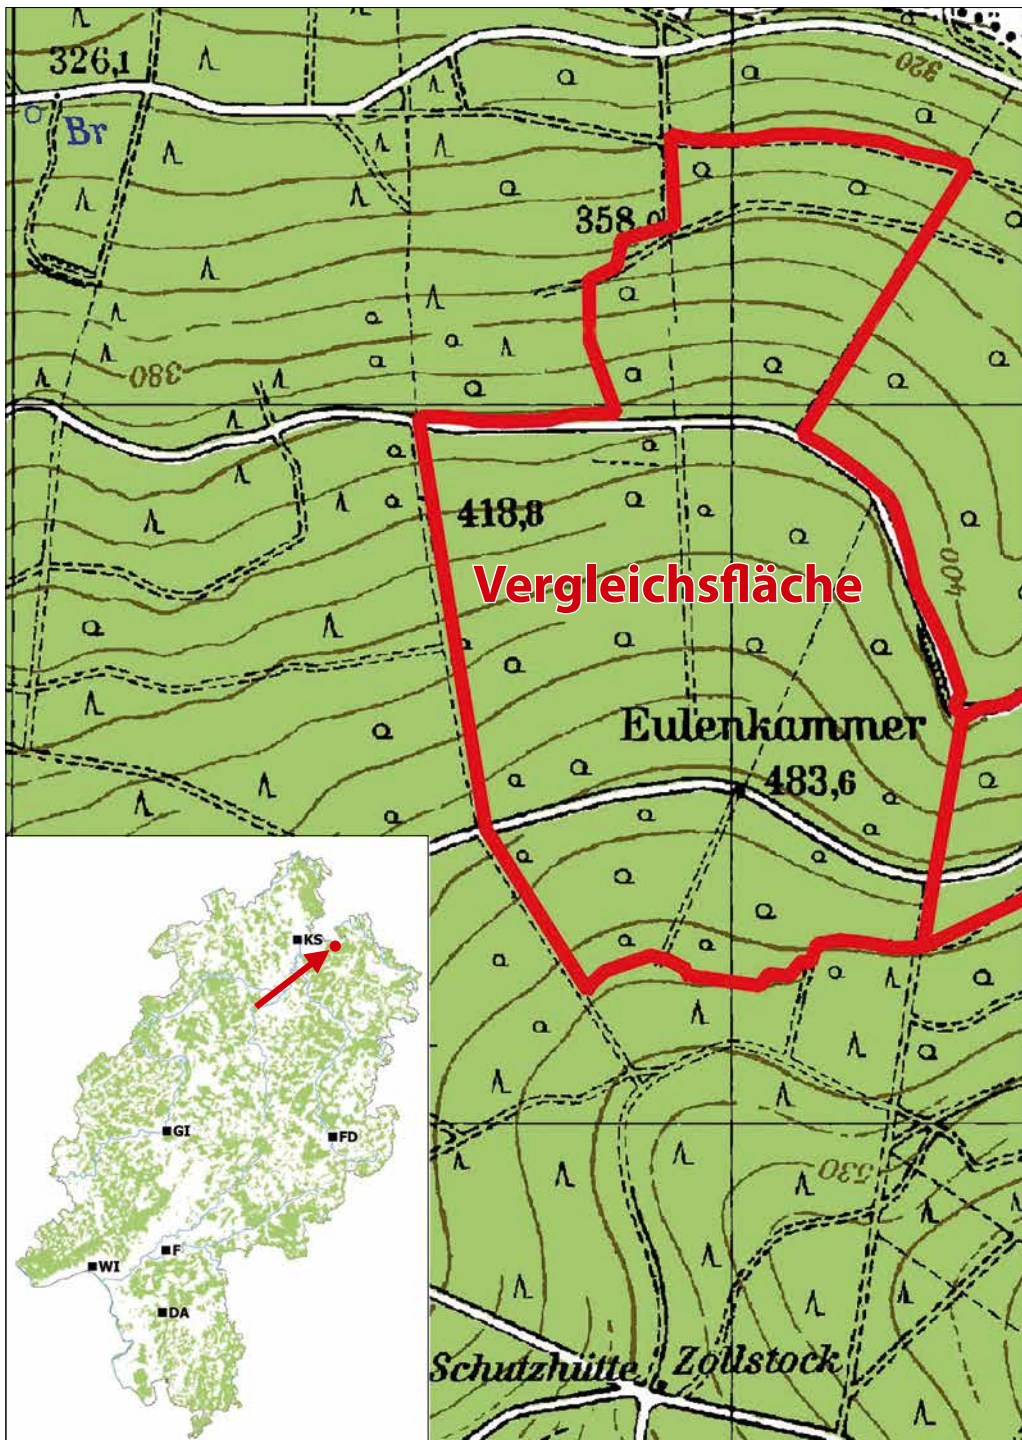 326,1
Br
320
358,0
380
418,8
Vergleichsfläche
400
Eulenkammer
483,6
KS
GI
FD
530
F
WI
DA
Schutzhütte Zollstock